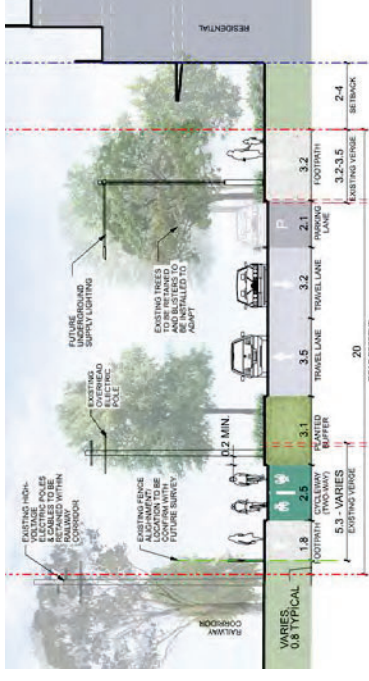 EXISTING HIGH-
VOLTAGE
ELECTRIC POLES
& CABLES TO BE
RETAINED WITHIN
RAILWAY
CORRIDOR
EXISTING FENCE
ALIGNMENT/
LOCATION TO BE
CONFIRM WITH
FUTURE SURVEY
EXISTING
OVERHEAD
ELECTRIC
POLE
0.2 MIN.
FUTURE
UNDERGROUND
SUPPLY LIGHTING
EXISTING TREES
TO BE RETAINED
AND BLISTERS TO
BE INSTALLED TO
ADAPT
RESIDENTIAL
RAILWAY
CORRIDOR
VARIES
0.8 TYPICAL
1.8
FOOTPATH
2.5
CYCLEWAY
(TWO-WAY)
3.1
PLANTED
BUFFER
3.5
TRAVEL LANE
3.2
TRAVEL LANE
P
2.1
PARKING
LANE
3.2
FOOTPATH
5.3 - VARIES
EXISTING VERGE
3.2-3.5
EXISTING VERGE
2-4
SETBACK
20